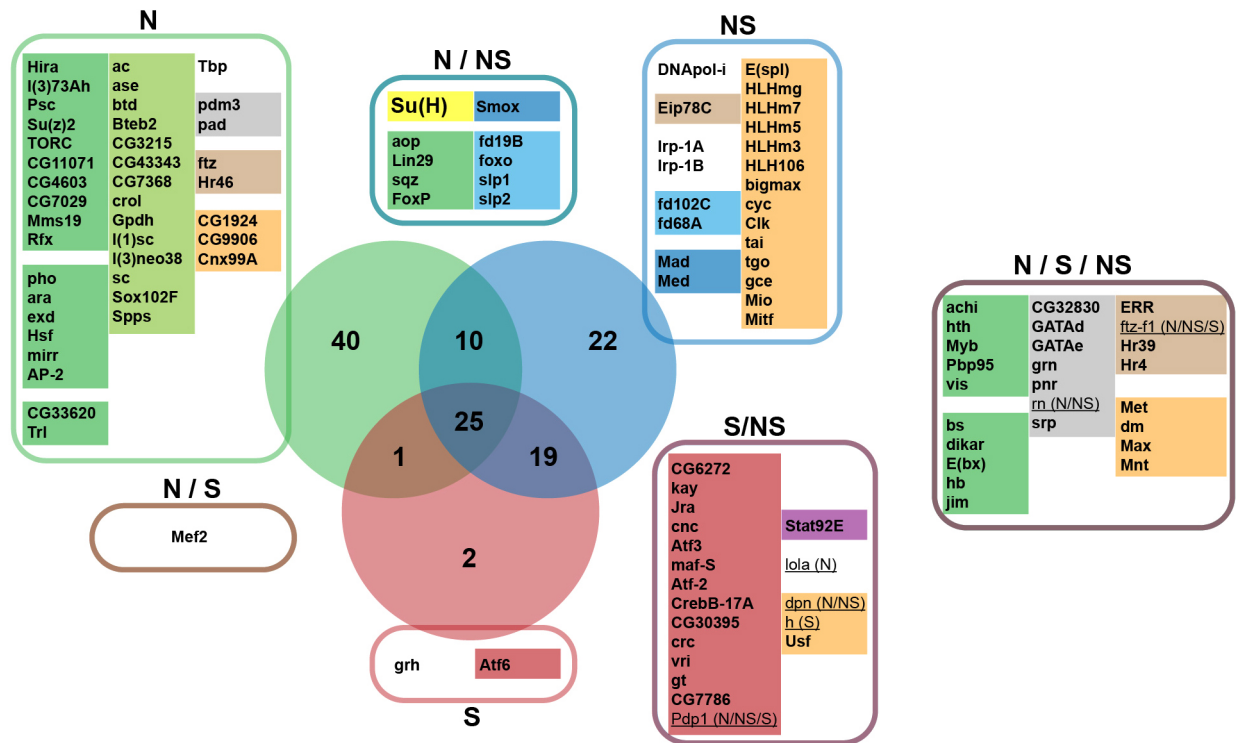 N
Hira
l(3)73Ah
Psc
Su(z)2
TORC
CG11071
CG4603
CG7029
Mms19
Rfx
pho
ara
exd
Hsf
mirr
AP-2
CG33620
Trl
ac
ase
btd
Bteb2
CG3215
CG43343
CG7368
crol
Gpdh
l(1)sc
l(3)neo38
sc
Sox102F
Spps
Tbp
pdm3
pad
ftz
Hr46
CG1924
CG9906
Cnx99A
N / NS
Su(H)
Smox
aop
Lin29
sqz
FoxP
fd19B
foxo
slp1
slp2
NS
DNApol-i
Eip78C
Irp-1A
Irp-1B
fd102C
fd68A
Mad
Med
E(spl)
HLHmg
HLHm7
HLHm5
HLHm3
HLH106
bigmax
cyc
Clk
tai
tgo
gce
Mio
Mitf
40
10
22
25
1
19
2
N / S
Mef2
S/NS
CG6272
kay
Jra
cnc
Atf3
maf-S
Atf-2
CrebB-17A
CG30395
crc
vri
gt
CG7786
Pdp1 (N/NS/S)
Stat92E
lola (N)
dpn (N/NS)
h (S)
Usf
grh
Atf6
S
N / S / NS
achi
hth
Myb
Pbp95
vis
bs
dikar
E(bx)
hb
jim
CG32830
GATAd
GATAe
grn
pnr
rn (N/NS)
srp
ERR
ftz-f1 (N/NS/S)
Hr39
Hr4
Met
dm
Max
Mnt